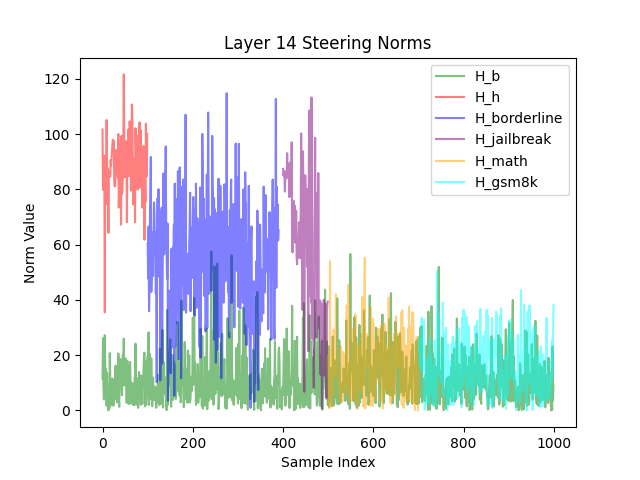 Layer 14 Steering Norms
Norm Value
120
100
80
60
40
20
0
0 200 400 600 800 1000
Sample Index
H_b
H_h
H_borderline
H_jailbreak
H_math
H_gsm8k